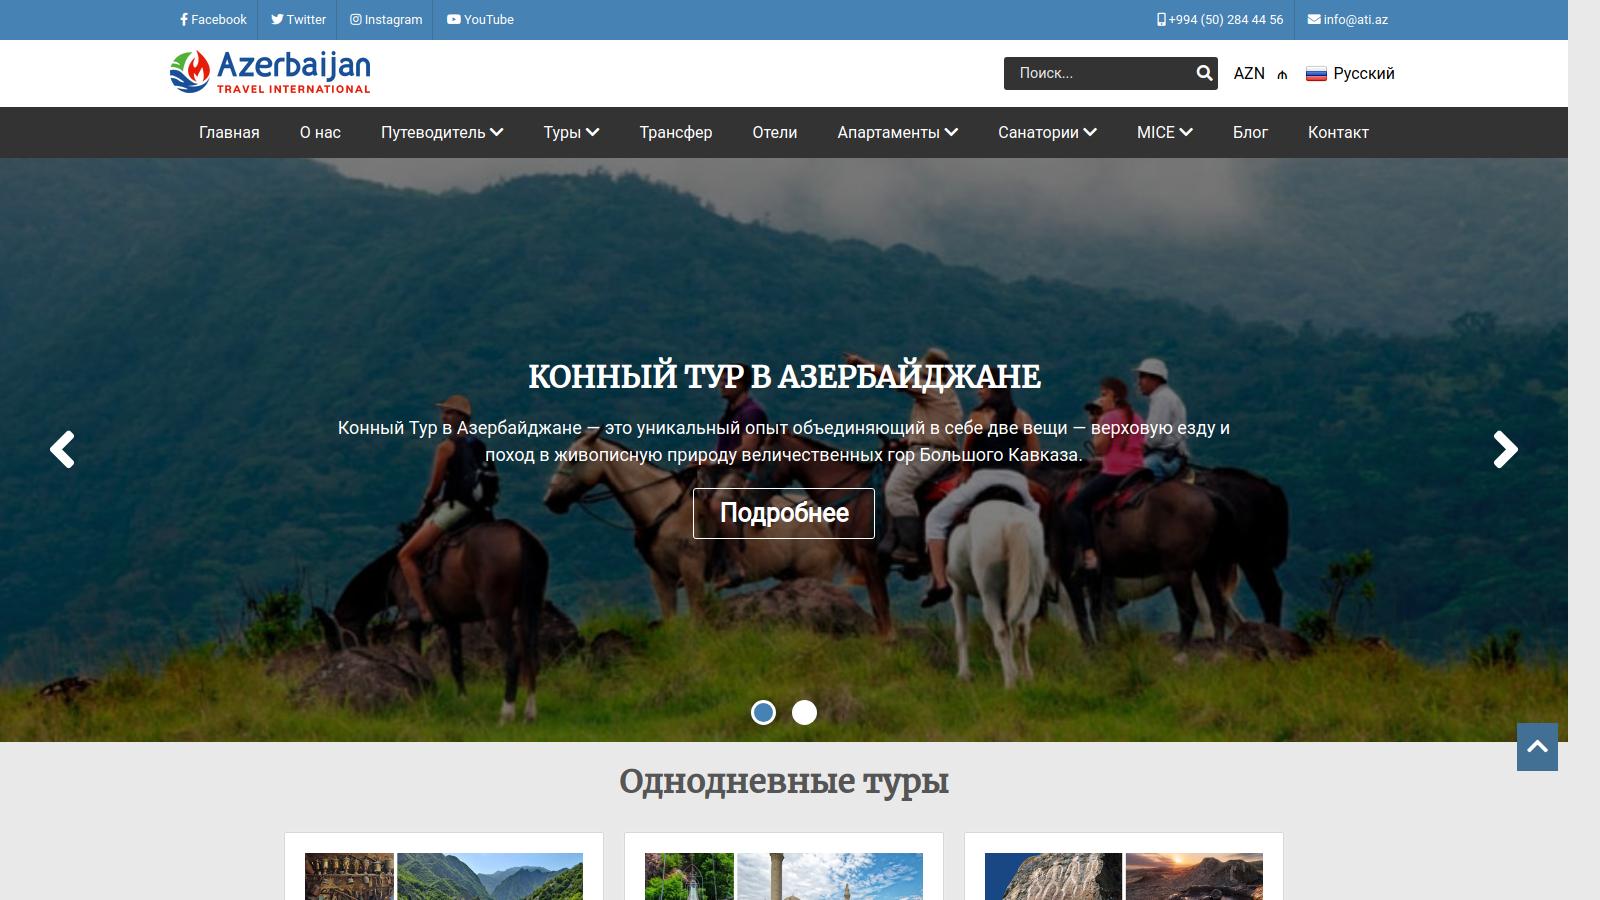 Facebook Twitter Instagram YouTube +994 (50) 284 44 56 info@ati.az
Azerbaijan
TRAVEL INTERNATIONAL
Поиск... AZN ₼ Русский
Главная О нас Путеводитель Туры Трансфер Отели Апартаменты Санатории MICE Блог Контакт
КОННЫЙ ТУР В АЗЕРБАЙДЖАНЕ
Конный Тур в Азербайджане — это уникальный опыт объединяющий в себе две вещи — верховую езду и
поход в живописную природу величественных гор Большого Кавказа.
Подробнее
Однодневные туры